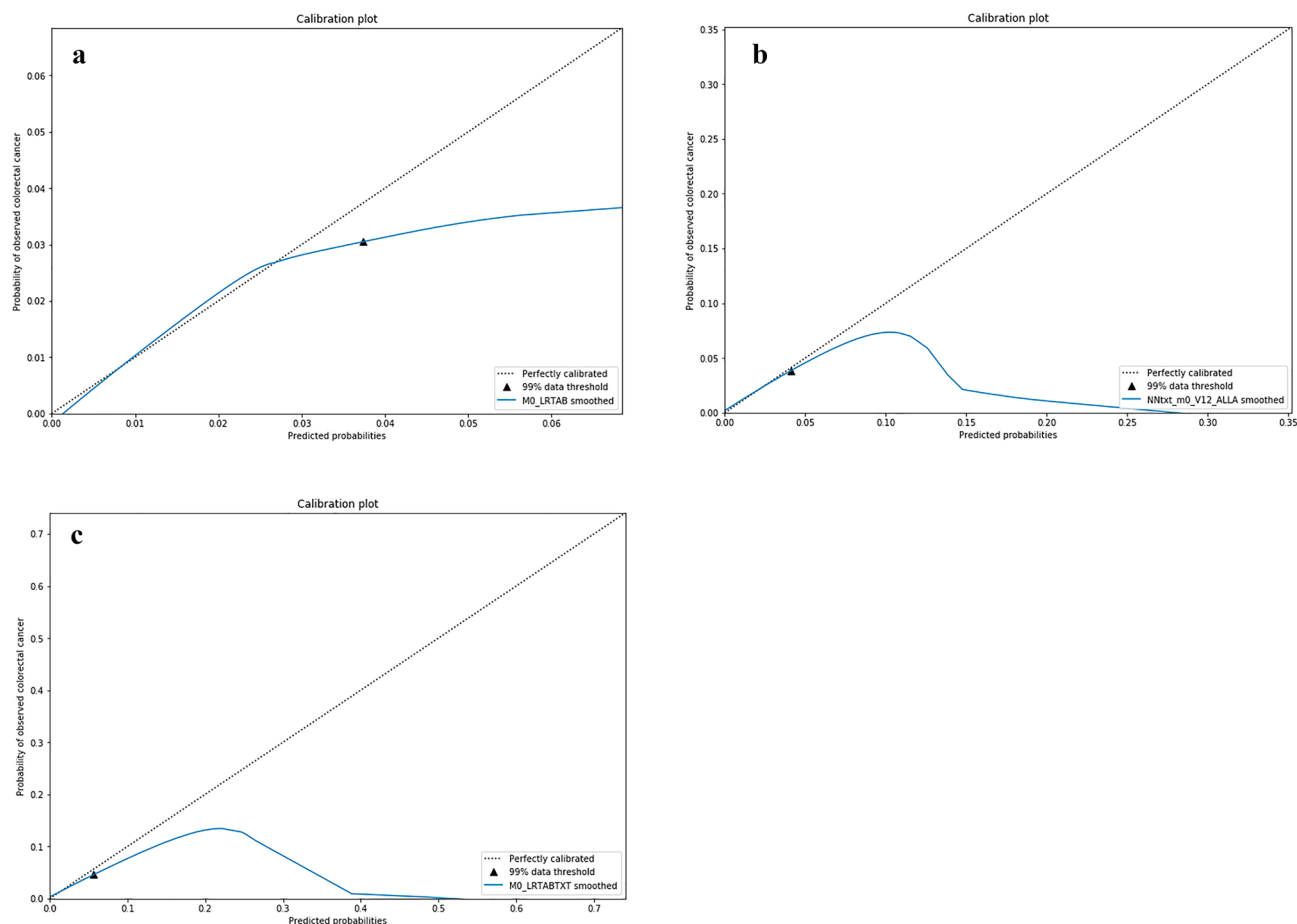 Calibration plot
a
Probability of observed colorectal cancer
0.06
0.05
0.04
0.03
0.02
0.01
0.00
0.00 0.01 0.02 0.03 0.04 0.05 0.06
Predicted probabilities
Perfectly calibrated
99% data threshold
M0_LRTAB smoothed
Calibration plot
b
Probability of observed colorectal cancer
0.35
0.30
0.25
0.20
0.15
0.10
0.05
0.00
0.00 0.05 0.10 0.15 0.20 0.25 0.30 0.35
Predicted probabilities
Perfectly calibrated
99% data threshold
NNtxt_m0_V12_ALLA smoothed
Calibration plot
c
Probability of observed colorectal cancer
0.7
0.6
0.5
0.4
0.3
0.2
0.1
0.0
0.0 0.1 0.2 0.3 0.4 0.5 0.6 0.7
Predicted probabilities
Perfectly calibrated
99% data threshold
M0_LRTABTXT smoothed